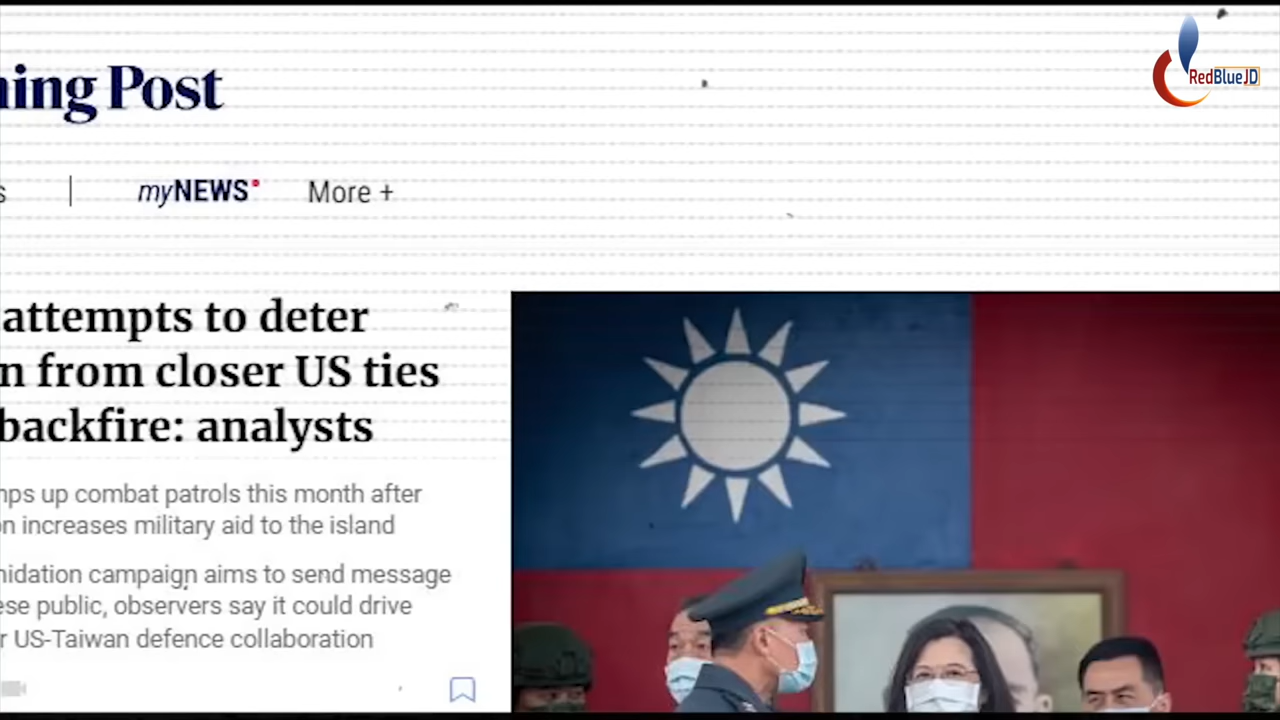 ning Post
RedBlueJD
s
myNEWS
More +
attempts to deter
n from closer US ties
backfire: analysts
mps up combat patrols this month after
on increases military aid to the island
nidation campaign aims to send message
ese public, observers say it could drive
r US-Taiwan defence collaboration